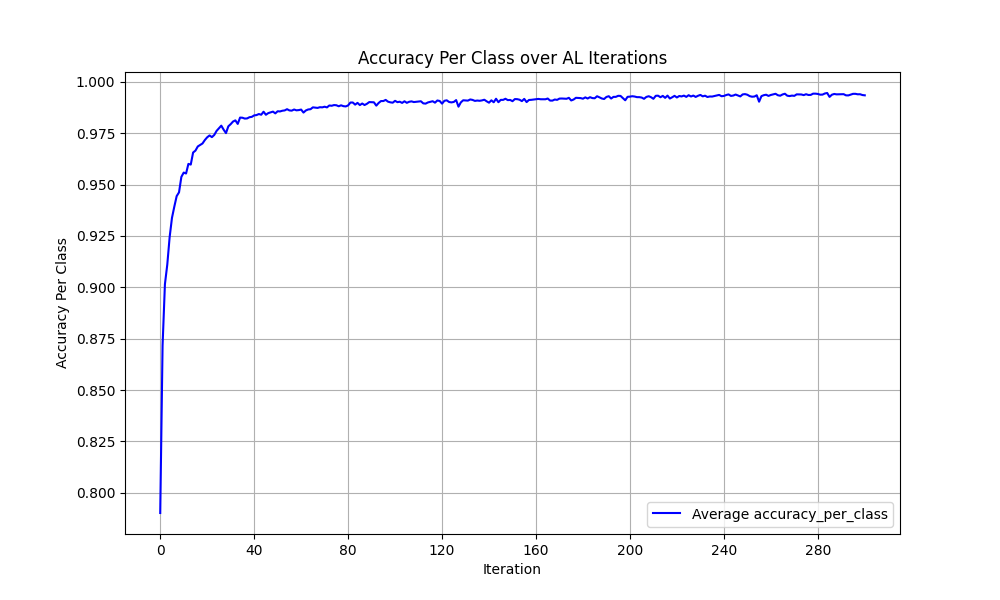 Accuracy Per Class over AL Iterations
1.000
0.975
0.950
0.925
0.900
0.875
0.850
0.825
0.800
Accuracy Per Class
Average accuracy_per_class
0 40 80 120 160 200 240 280
Iteration